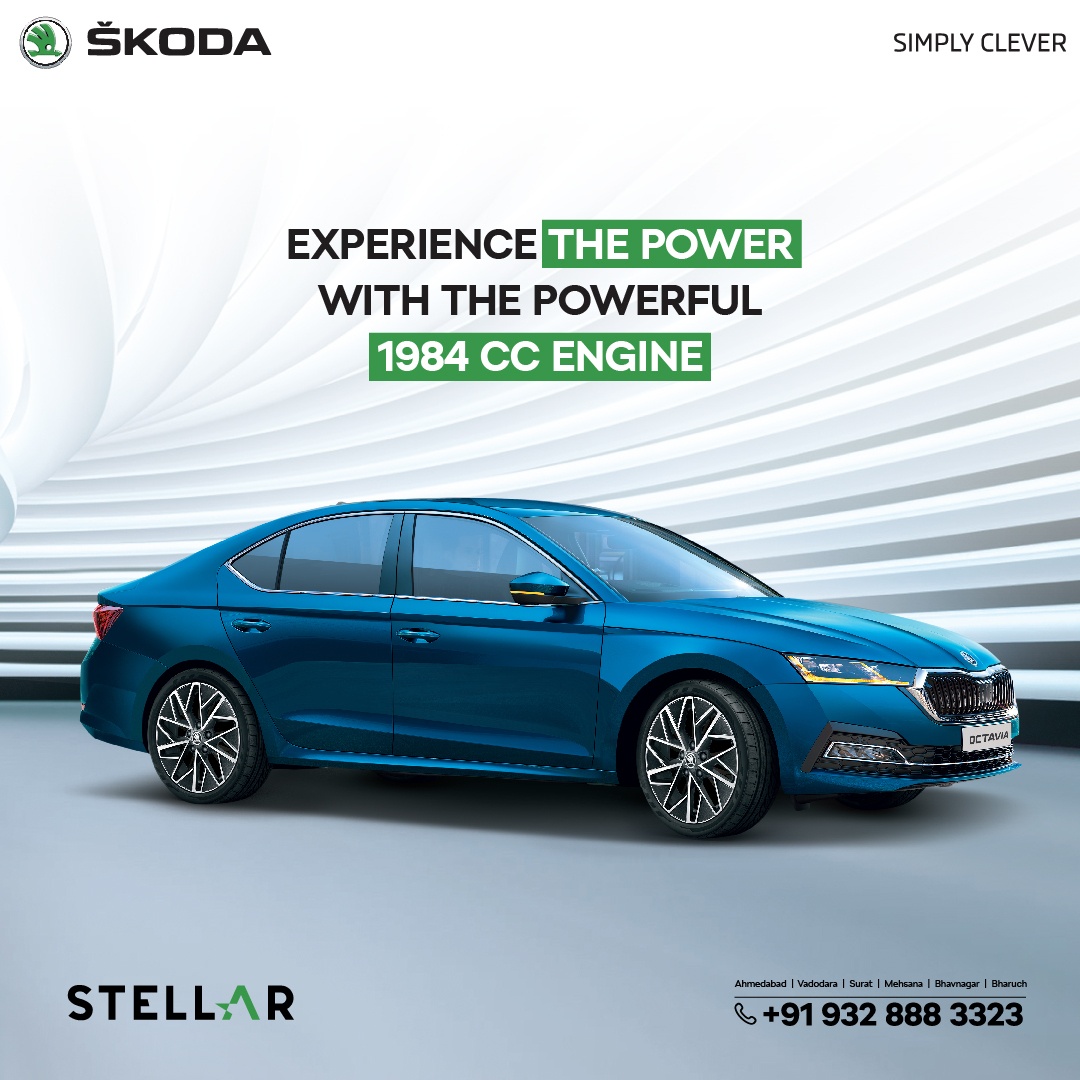 ŠKODA
SIMPLY CLEVER
EXPERIENCE THE POWER
WITH THE POWERFUL
1984 CC ENGINE
OCTAVIA
STELLAR
Ahmedabad | Vadodara | Surat | Mehsana | Bhavnagar | Bharuch
+91 932 888 3323